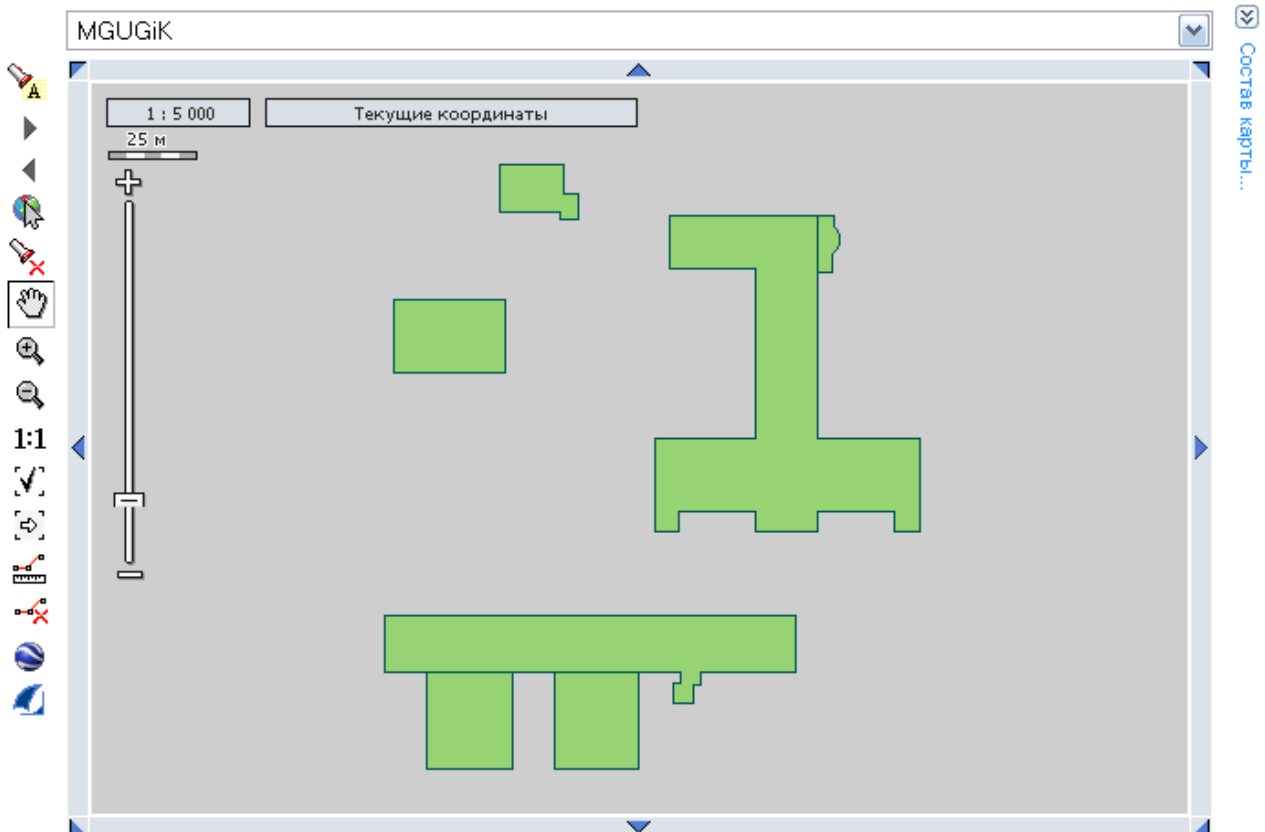 MGUGiK
Состав карты...
1 : 5 000
Текущие координаты
25 м
A
1:1